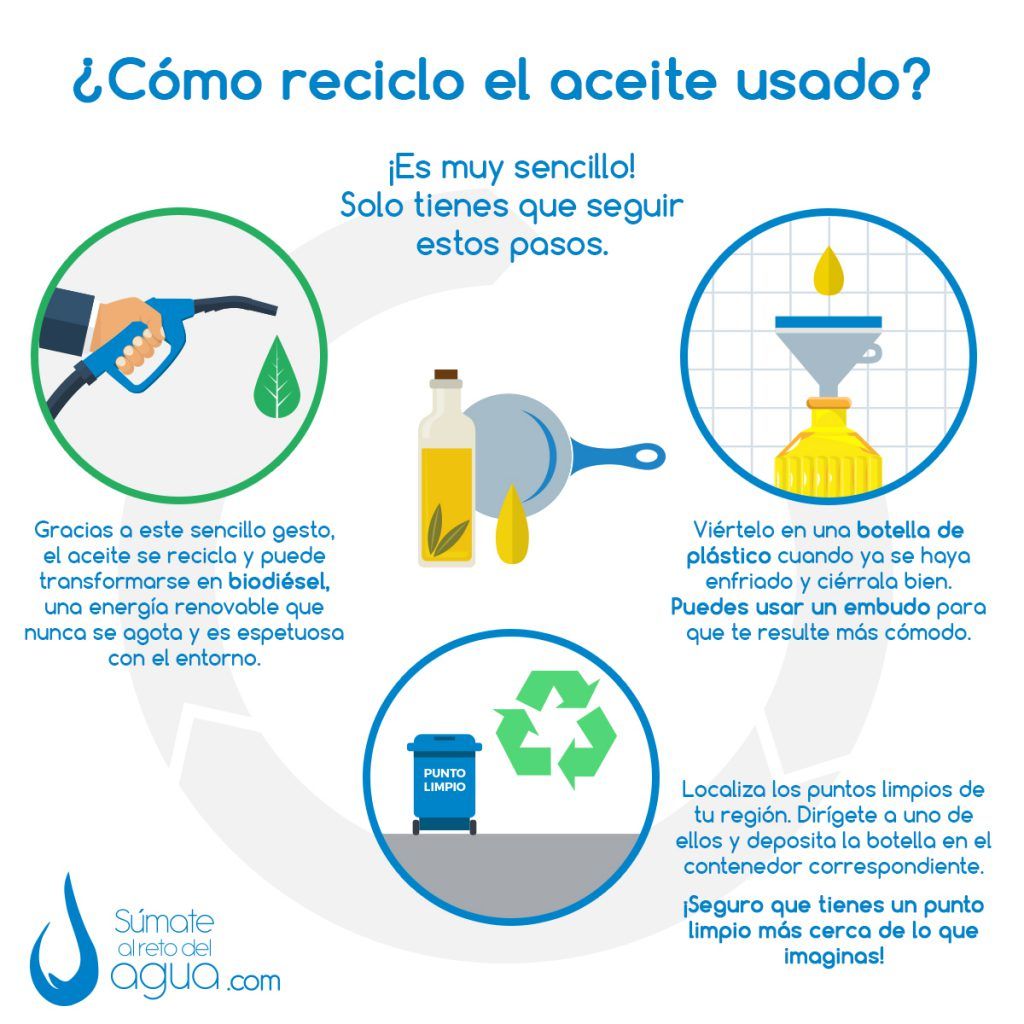 ¿Cómo reciclo el aceite usado?
¡Es muy sencillo!
Solo tienes que seguir
estos pasos.
Viértelo en una botella de
plástico cuando ya se haya
enfriado y ciérrala bien.
Puedes usar un embudo para
que te resulte más cómodo.
PUNTO
LIMPIO
Localiza los puntos limpios de
tu región. Dirígete a uno de
ellos y deposita la botella en el
contenedor correspondiente.
¡Seguro que tienes un punto
limpio más cerca de lo que
imaginas!
Gracias a este sencillo gesto,
el aceite se recicla y puede
transformarse en biodiésel,
una energía renovable que
nunca se agota y es espetuosa
con el entorno.
Súmate
al reto del
agua.com